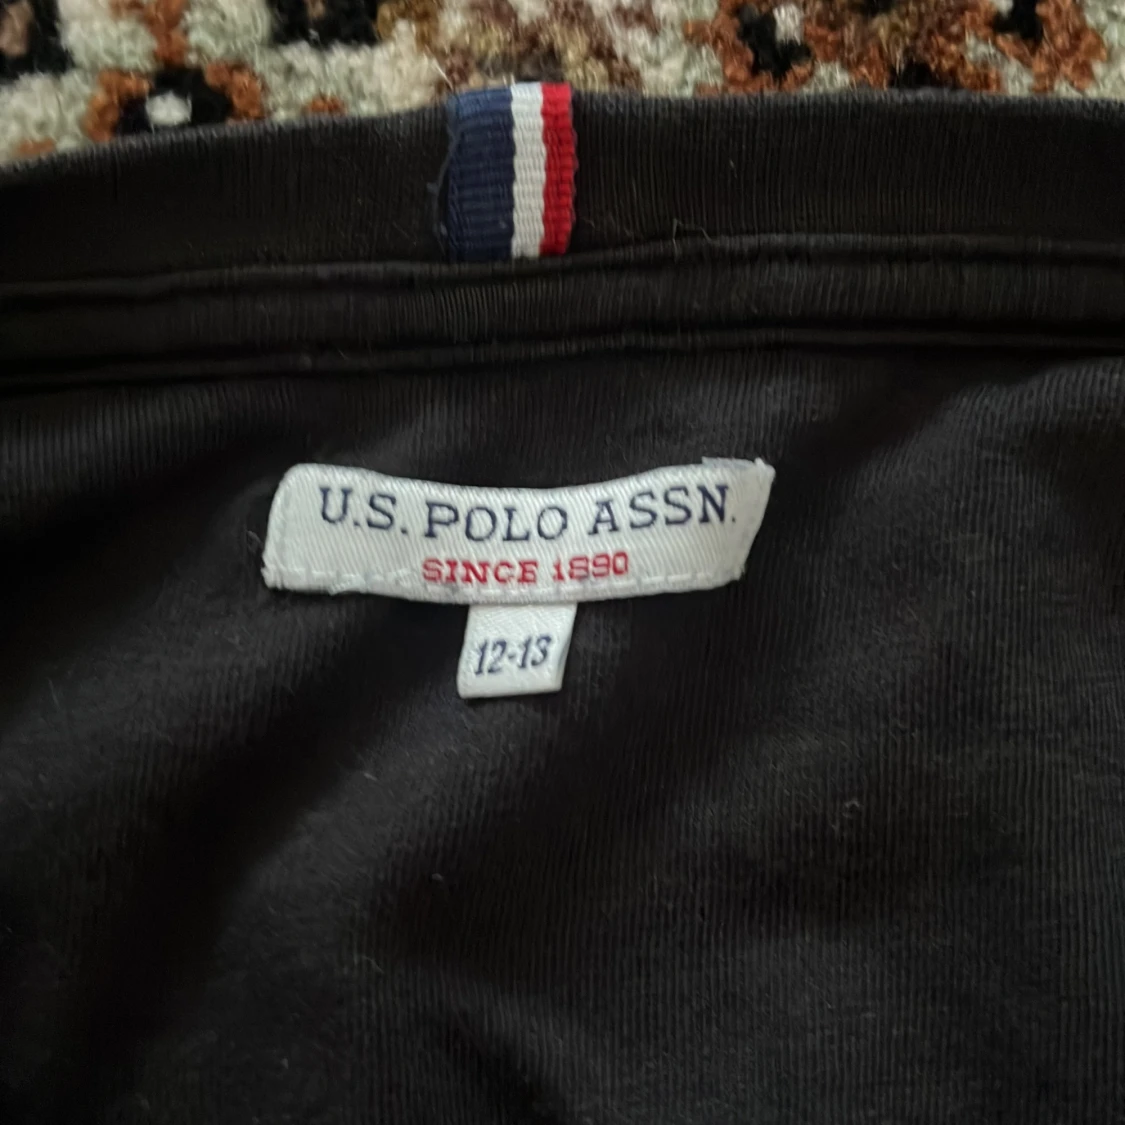 U.S. POLO ASSN.
SINCE 1890
12-13